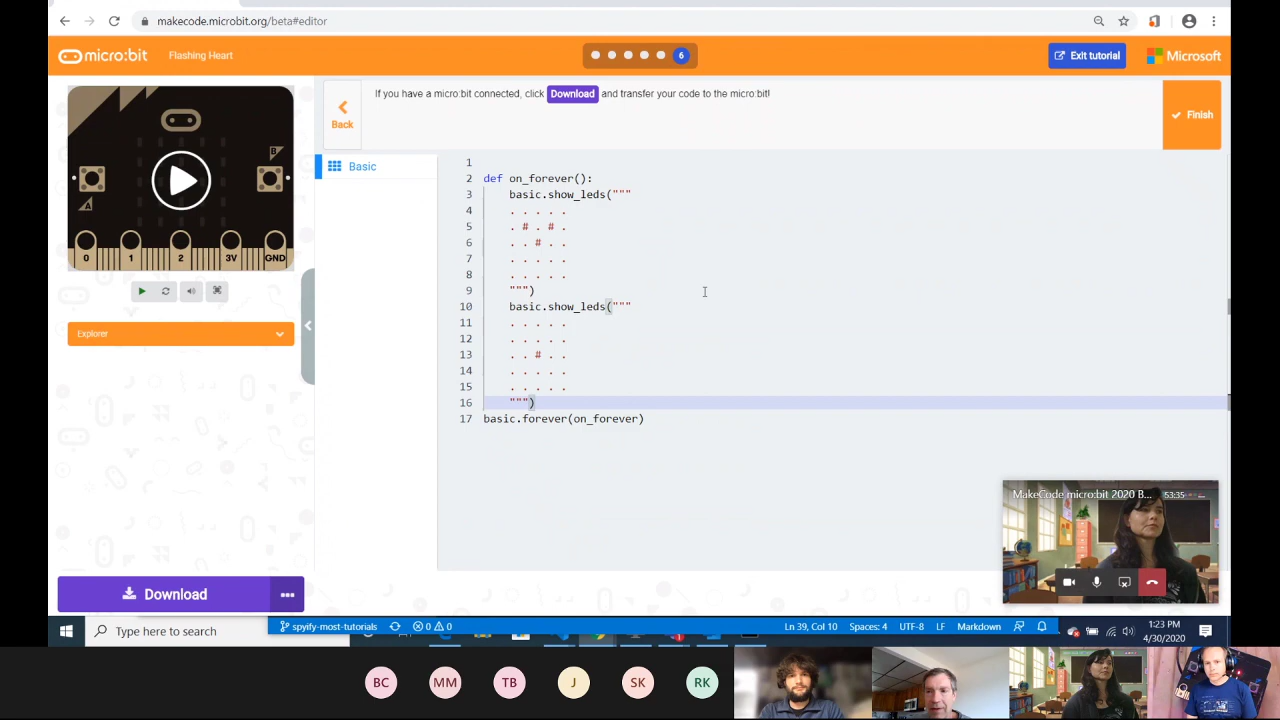 makecode.microbit.org/beta#editor
micro:bit
Flashing Heart
6
Exit tutorial
Microsoft
Back
If you have a micro:bit connected, click Download and transfer your code to the micro:bit!
Finish
Basic
B
A
0 1 2 3V GND
Explorer
1
2 def on_forever():
3 basic.show_leds("""
4 . . . . .
5 . # . # .
6 . . # . .
7 . . . . .
8 . . . . .
9 """)
10 basic.show_leds("""
11 . . . . .
12 . . . . .
13 . . # . .
14 . . . . .
15 . . . . .
16 """)
17 basic.forever(on_forever)
MakeCode micro:bit 2020 B... 53:35
Download
Type here to search
spyify-most-tutorials
0 0
Ln 39, Col 10 Spaces: 4 UTF-8 LF Markdown
1:23 PM
4/30/2020
BC MM TB J SK RK